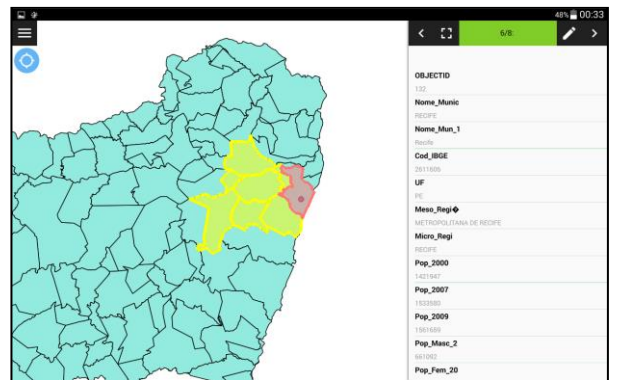 48% 00:33
6/8:
OBJECTID
132
Nome_Munic
RECIFE
Nome_Mun_1
Recife
Cod_IBGE
2611606
UF
PE
Meso_Regi�
METROPOLITANA DE RECIFE
Micro_Regi
RECIFE
Pop_2000
1421947
Pop_2007
1533580
Pop_2009
1561659
Pop_Masc_2
661092
Pop_Fem_20